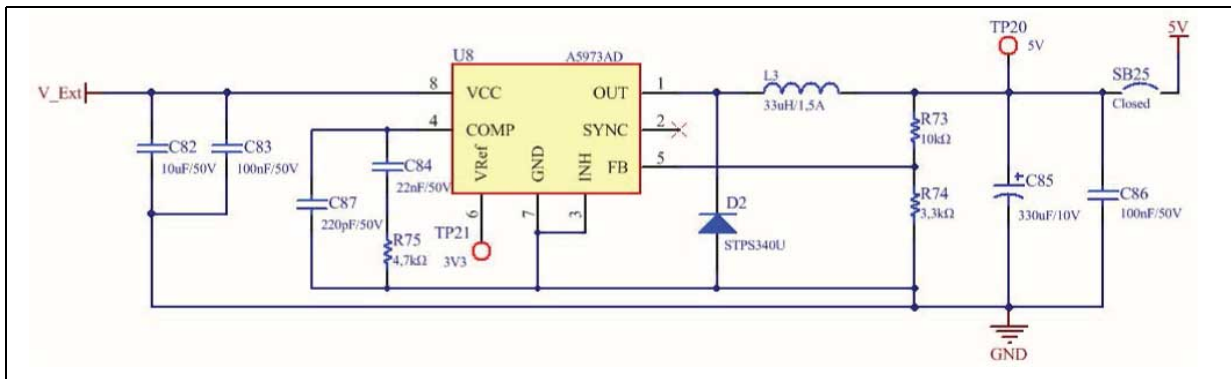 TP20
5V
5V
U8
A5973AD
L3
33uH/1,5A
SB25
Closed
V_Ext
8
VCC
OUT
1
4
COMP
SYNC
2
VRef
GND
INH
FB
5
R73
10kΩ
C82
10uF/50V
C83
100nF/50V
C84
22nF/50V
C87
220pF/50V
R74
3,3kΩ
C85
330uF/10V
C86
100nF/50V
6
7
3
D2
STPS340U
TP21
3V3
R75
4,7kΩ
GND